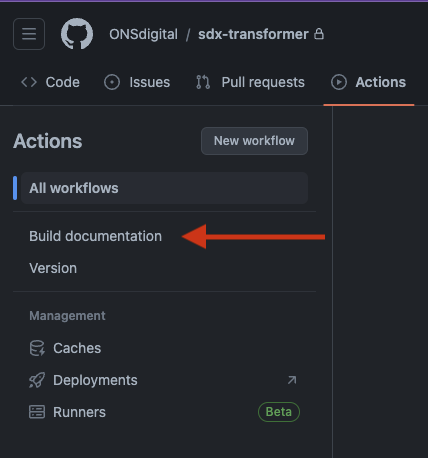 ONSdigital / sdx-transformer
Code Issues Pull requests Actions
Actions New workflow
All workflows
Build documentation
Version
Management
Caches
Deployments
Runners Beta